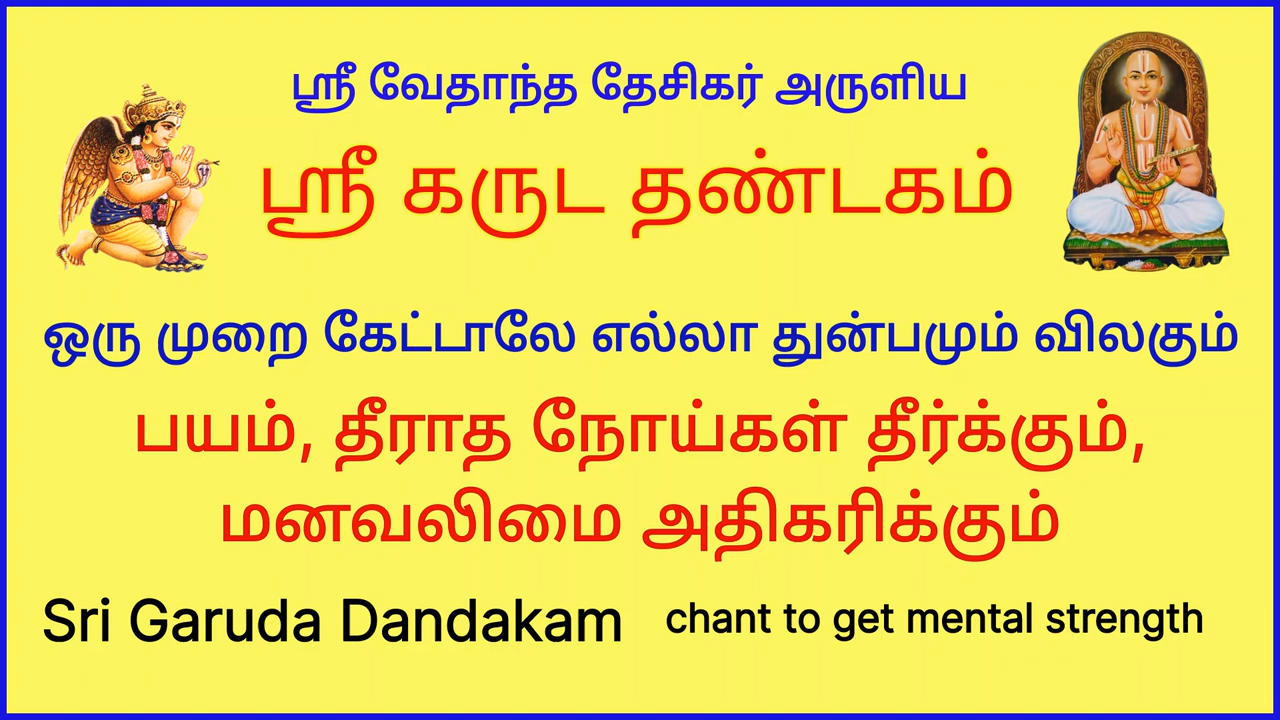 ஸ்ரீ வேதாந்த தேசிகர் அருளிய
ஸ்ரீ கருட தண்டகம்
ஒரு முறை கேட்டாலே எல்லா துன்பமும் விலகும்
பயம், தீராத நோய்கள் தீர்க்கும்,
மனவலிமை அதிகரிக்கும்
Sri Garuda Dandakam chant to get mental strength